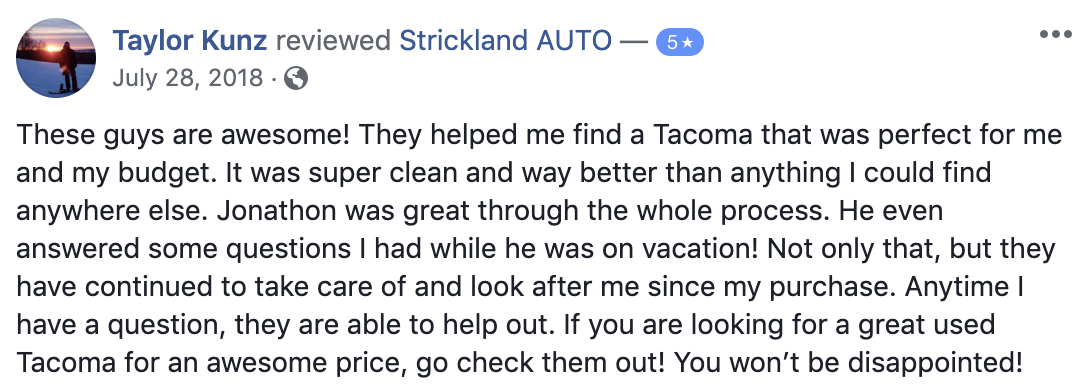 Taylor Kunz reviewed Strickland AUTO — 5★
July 28, 2018 ·
These guys are awesome! They helped me find a Tacoma that was perfect for me
and my budget. It was super clean and way better than anything I could find
anywhere else. Jonathon was great through the whole process. He even
answered some questions I had while he was on vacation! Not only that, but they
have continued to take care of and look after me since my purchase. Anytime I
have a question, they are able to help out. If you are looking for a great used
Tacoma for an awesome price, go check them out! You won’t be disappointed!